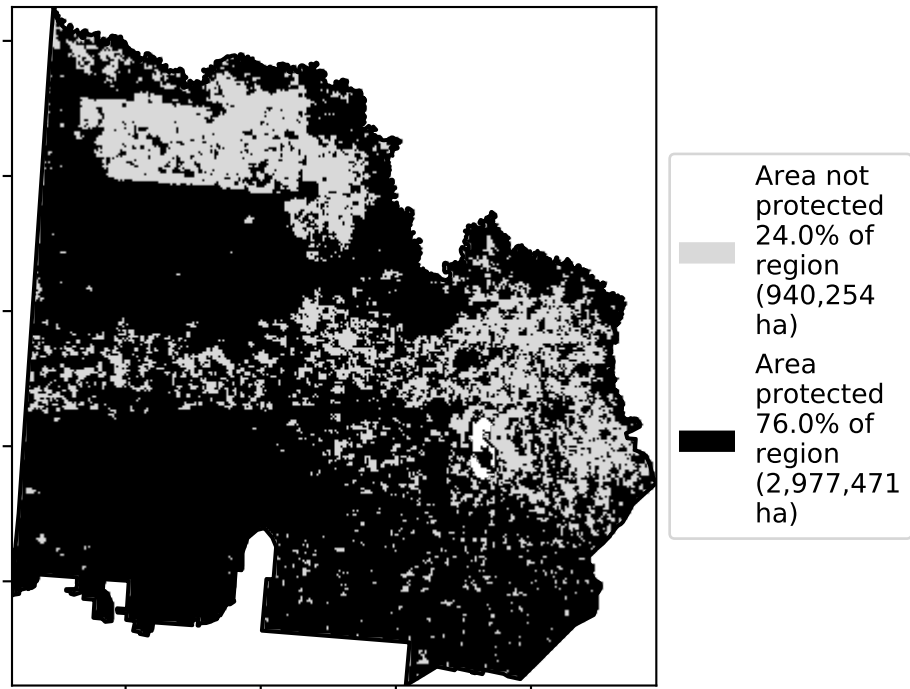 Area not
protected
24.0% of
region
(940,254
ha)
Area
protected
76.0% of
region
(2,977,471
ha)